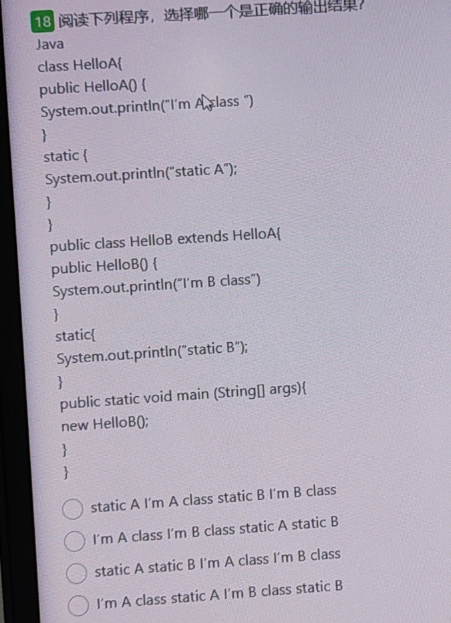 18 阅读下列程序，选择哪一个是正确的输出结果？
Java
class HelloA{
public HelloA() {
System.out.println("I'm A class ")
}
static {
System.out.println("static A");
}
}
public class HelloB extends HelloA{
public HelloB() {
System.out.println("I'm B class")
}
static{
System.out.println("static B");
}
public static void main (String[] args){
new HelloB();
}
}
static A I'm A class static B I'm B class
I'm A class I'm B class static A static B
static A static B I'm A class I'm B class
I'm A class static A I'm B class static B